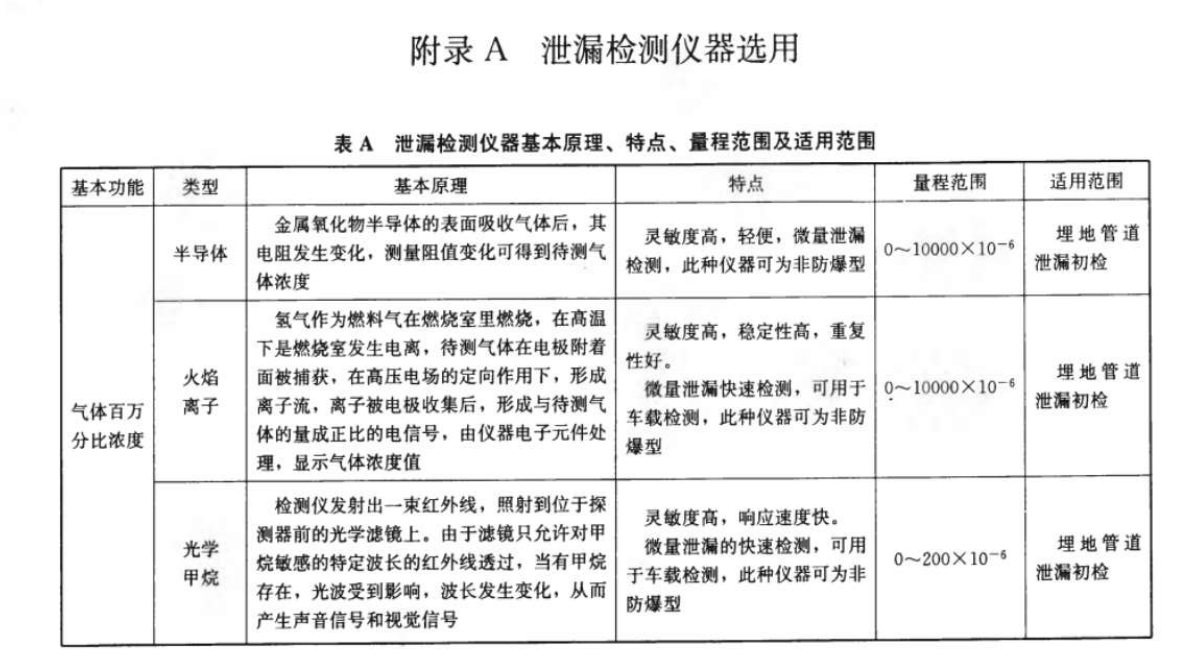 附录 A 泄漏检测仪器选用
表 A 泄漏检测仪器基本原理、特点、量程范围及适用范围
基本功能 类型 基本原理 特点 量程范围 适用范围
气体百万
分比浓度
半导体
金属氧化物半导体的表面吸收气体后，其
电阻发生变化，测量阻值变化可得到待测气
体浓度
灵敏度高，轻便，微量泄漏
检测，此种仪器可为非防爆型
0～10000×10⁻⁶
埋地管道
泄漏初检
火焰
离子
氢气作为燃料气在燃烧室里燃烧，在高温
下是燃烧室发生电离，待测气体在电极附着
面被捕获，在高压电场的定向作用下，形成
离子流，离子被电极收集后，形成与待测气
体的量成正比的电信号，由仪器电子元件处
理，显示气体浓度值
灵敏度高，稳定性高，重复
性好。
微量泄漏快速检测，可用于
车载检测，此种仪器可为非防
爆型
0～10000×10⁻⁶
埋地管道
泄漏初检
光学
甲烷
检测仪发射出一束红外线，照射到位于探
测器前的光学滤镜上。由于滤镜只允许对甲
烷敏感的特定波长的红外线透过，当有甲烷
存在，光波受到影响，波长发生变化，从而
产生声音信号和视觉信号
灵敏度高，响应速度快。
微量泄漏的快速检测，可用
于车载检测，此种仪器可为非
防爆型
0～200×10⁻⁶
埋地管道
泄漏初检